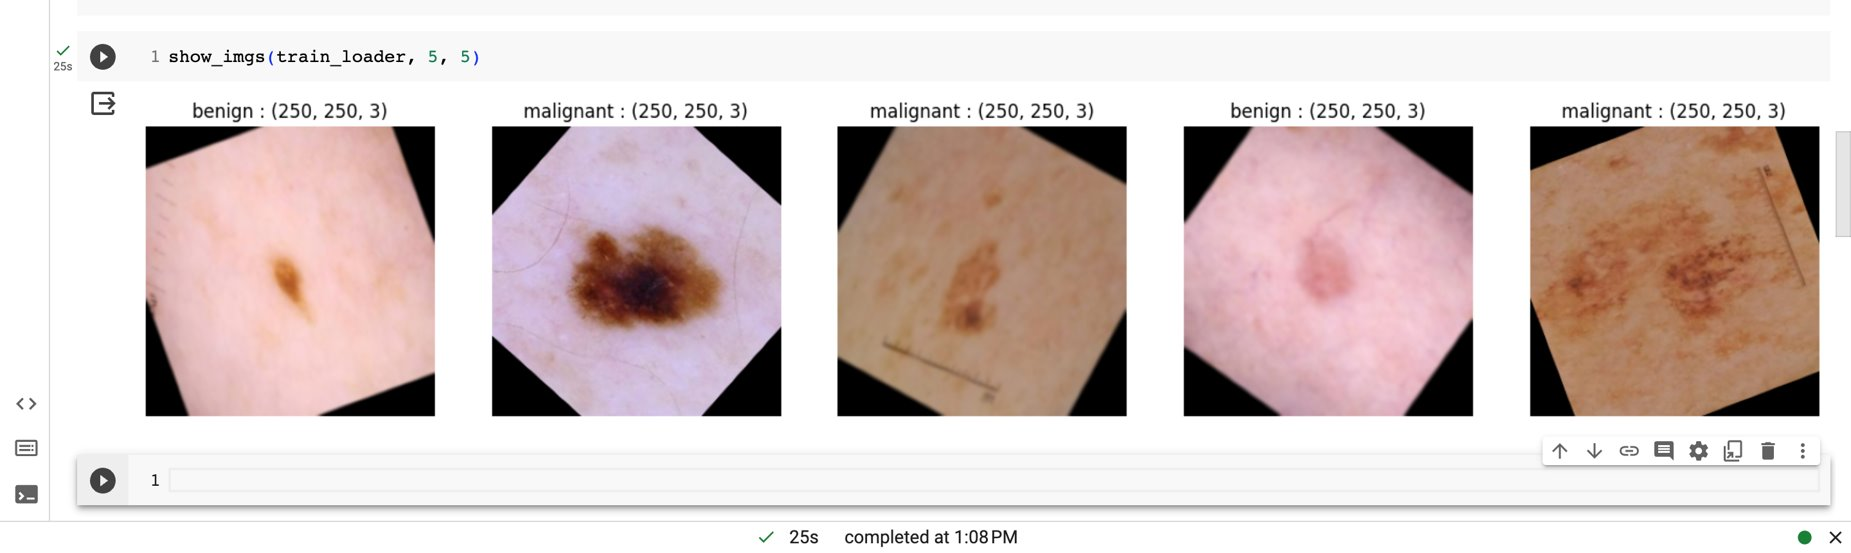 25s
1 show_imgs(train_loader, 5, 5)
benign : (250, 250, 3)
malignant : (250, 250, 3)
malignant : (250, 250, 3)
benign : (250, 250, 3)
malignant : (250, 250, 3)
1
25s completed at 1:08 PM